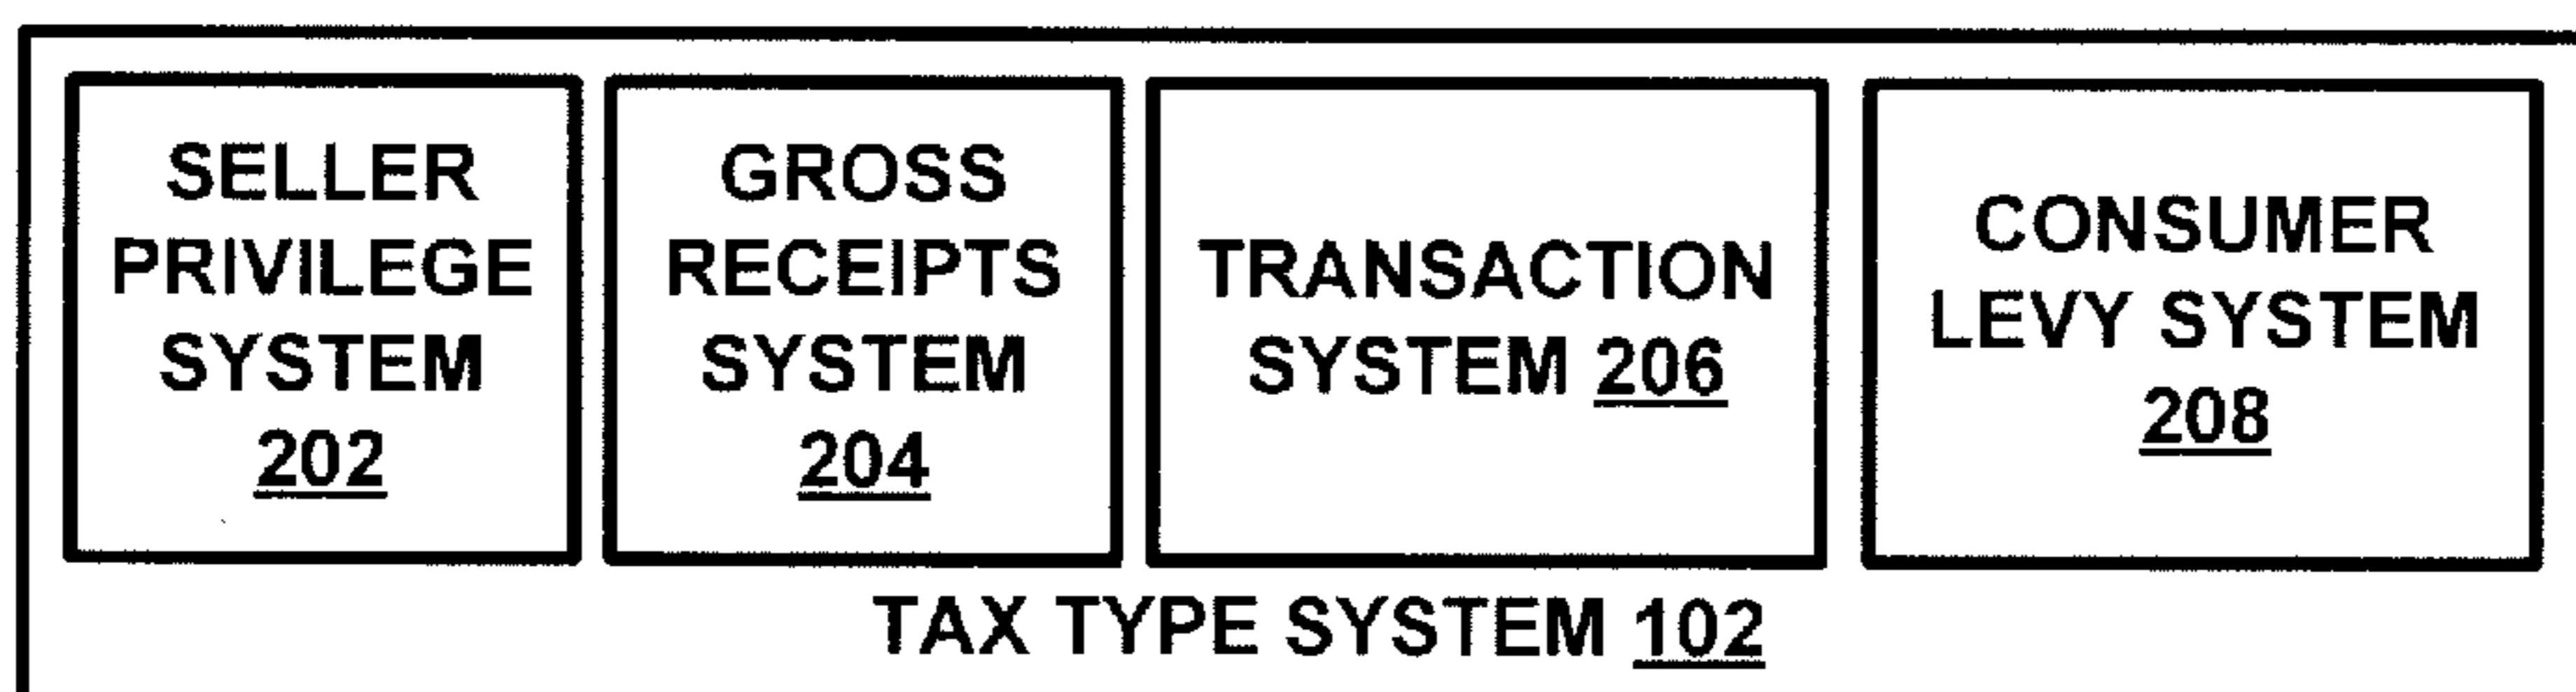 SELLER
PRIVILEGE
SYSTEM
202
GROSS
RECEIPTS
SYSTEM
204
TRANSACTION
SYSTEM 206
CONSUMER
LEVY SYSTEM
208
TAX TYPE SYSTEM 102